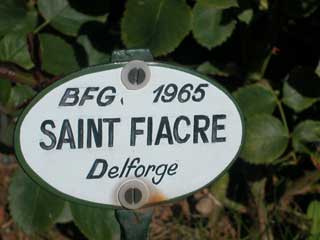 BFG 1965
SAINT FIACRE
Delforge